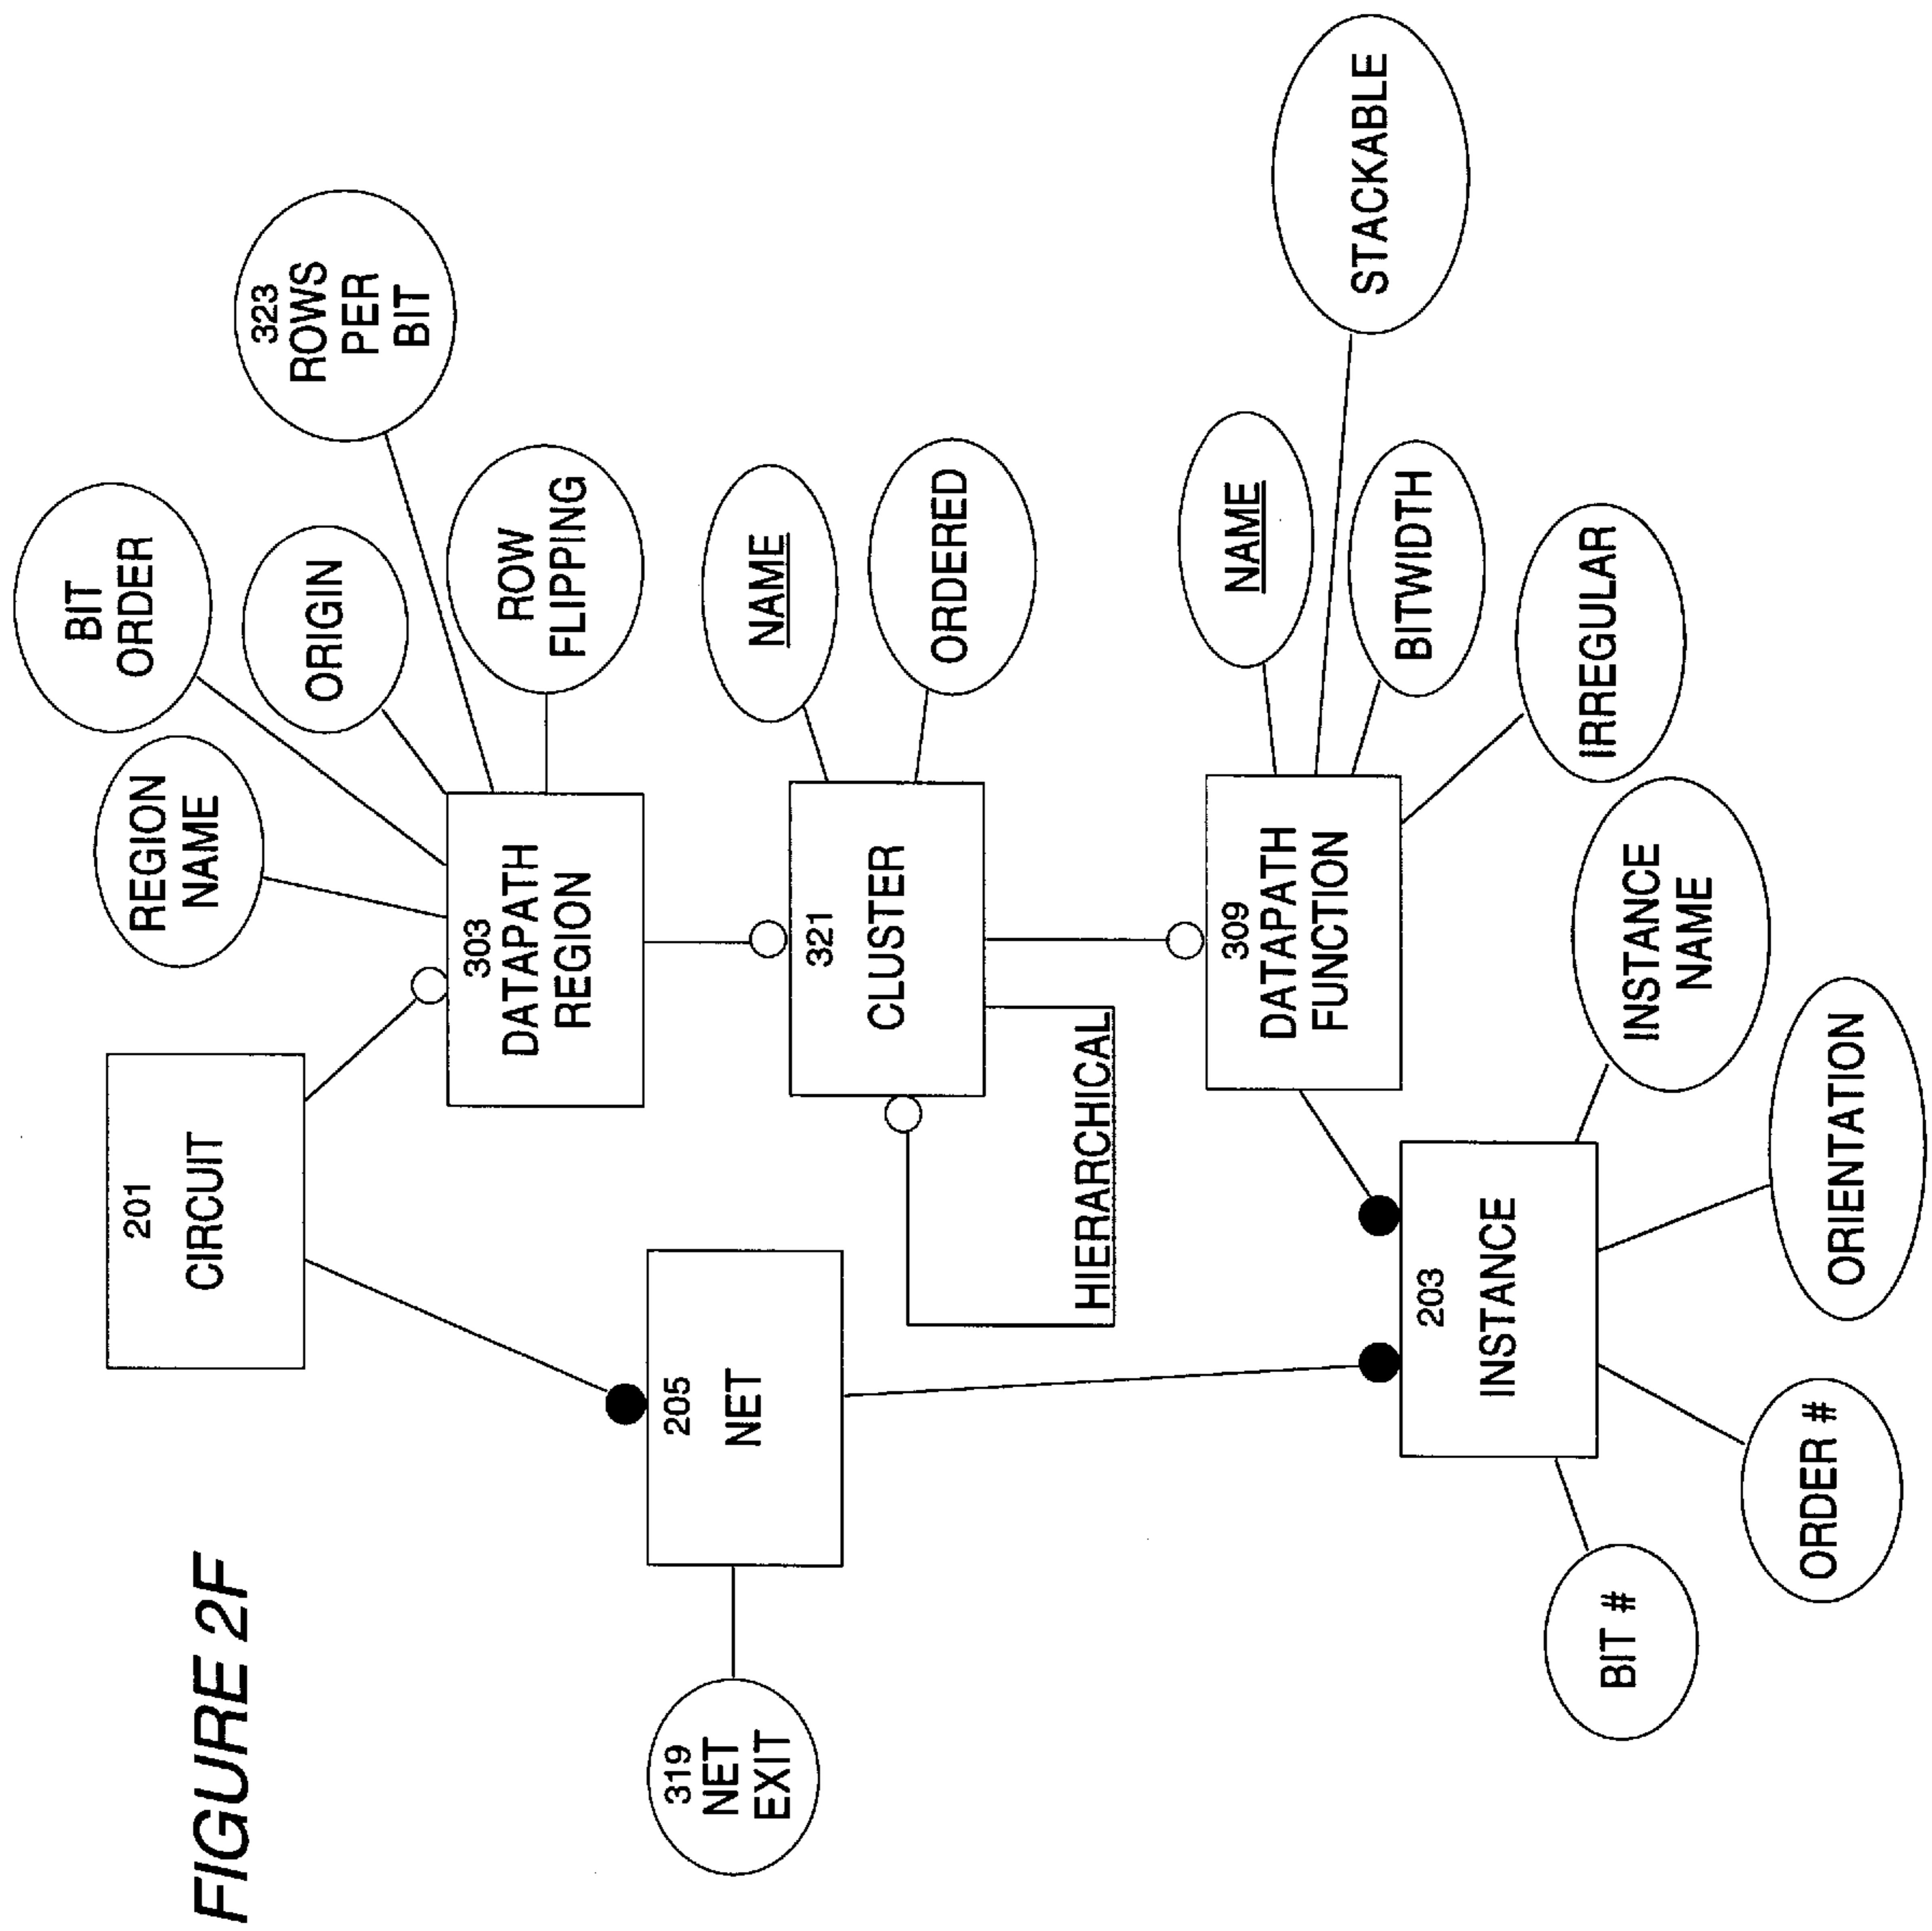 FIGURE 2F
201
CIRCUIT
REGION
NAME
BIT
ORDER
ORIGIN
323
ROWS
PER
BIT
303
DATAPATH
REGION
ROW
FLIPPING
319
NET
EXIT
205
NET
321
CLUSTER
NAME
ORDERED
HIERARCHICAL
309
DATAPATH
FUNCTION
NAME
STACKABLE
BITWIDTH
IRREGULAR
203
INSTANCE
INSTANCE
NAME
BIT #
ORDER #
ORIENTATION